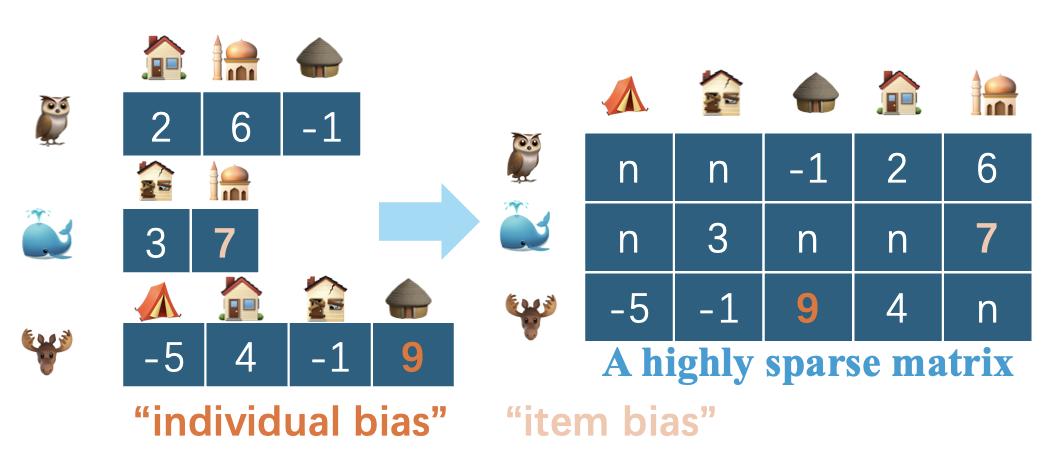 2 6 -1
3 7
-5 4 -1 9
"individual bias"
n n -1 2 6
n 3 n n 7
-5 -1 9 4 n
A highly sparse matrix
"item bias"